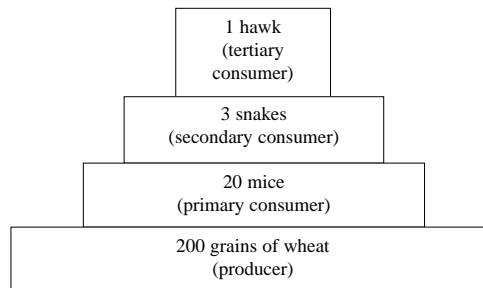 1 hawk
(tertiary
consumer)
3 snakes
(secondary consumer)
20 mice
(primary consumer)
200 grains of wheat
(producer)